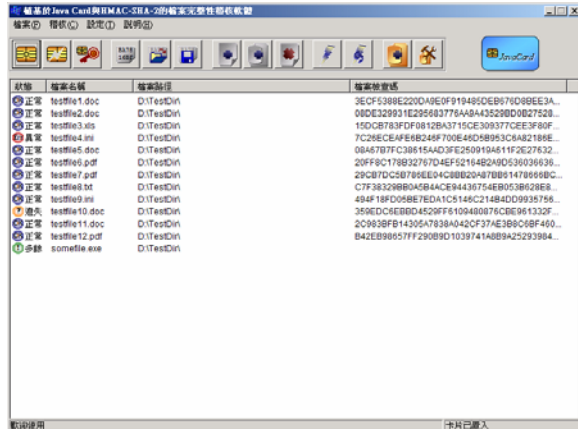 植基於Java Card與HMAC-SHA-2的檔案完整性稽核軟體
檔案(F) 稽核(C) 設定(T) 說明(H)
JavaCard
狀態 檔案名稱 檔案路徑 檔案檢查碼
正常 testfile1.doc D:\TestDir\ 3ECF5388E220DA9E0F919485DEB676D8BEE3A...
正常 testfile2.doc D:\TestDir\ 08DE329931E295683776AA9A43529BD0B27528...
正常 testfile3.xls D:\TestDir\ 15DCB783FDF0812BA3715CE309377CEE3F80F...
異常 testfile4.ini D:\TestDir\ 7C26ECEAFE6B246F700E46D5B953C6A82186E...
正常 testfile5.doc D:\TestDir\ 08A67B7FC38615AAD3FE250919A611F2E27632...
正常 testfile6.pdf D:\TestDir\ 20FF8C178B32767D4EF52164B2A9D536036636...
正常 testfile7.pdf D:\TestDir\ 29CB7DC5B786EE04C8BB20A87BB61478666BC...
正常 testfile8.txt D:\TestDir\ C7F38329BB0A5B4ACE94436754EB053B628E8...
正常 testfile9.ini D:\TestDir\ 494F18FD05BE7EDA1C5146C214B4DD9935756...
遺失 testfile10.doc D:\TestDir\ 359EDC6EBBD4529FF6109480876CBE961332F...
正常 testfile11.doc D:\TestDir\ 2C983BFB14305A7838A042CF37AE3B8C6BF460...
正常 testfile12.pdf D:\TestDir\ B42EB98657FF290B9D1039741A8B9A25293984...
多餘 somefile.exe D:\TestDir\
歡迎使用 卡片已置入